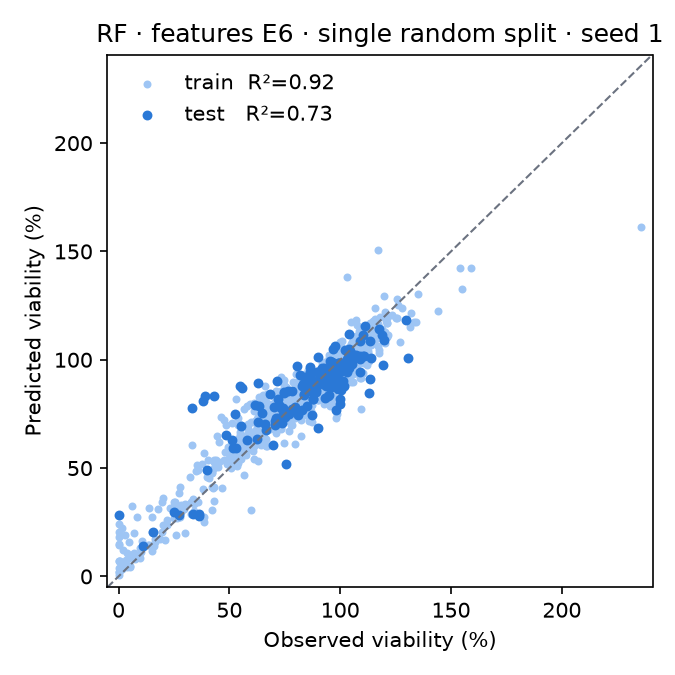 RF · features E6 · single random split · seed 1
train R²=0.92
test R²=0.73
200
150
100
50
0
Predicted viability (%)
0 50 100 150 200
Observed viability (%)